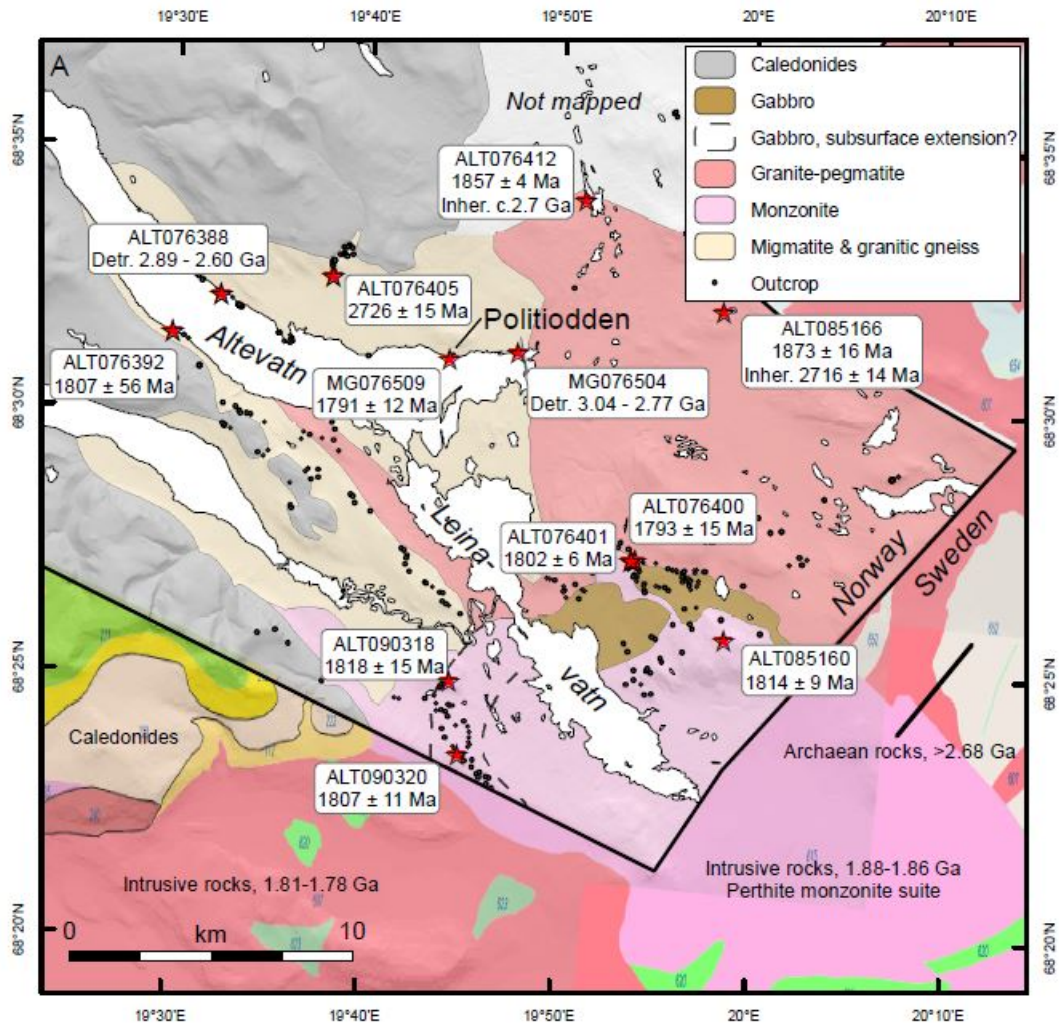 19°30'E 19°40'E 19°50'E 20°E 20°10'E
A
Caledonides
Gabbro
Gabbro, subsurface extension?
Granite-pegmatite
Monzonite
Migmatite & granitic gneiss
Outcrop
Not mapped
68°35'N
68°35'N
ALT076412
1857 ± 4 Ma
Inher. c.2.7 Ga
ALT076388
Detr. 2.89 - 2.60 Ga
ALT076405
2726 ± 15 Ma
Politiodden
ALT085166
1873 ± 16 Ma
Inher. 2716 ± 14 Ma
Altevatn
ALT076392
1807 ± 56 Ma
MG076509
1791 ± 12 Ma
MG076504
Detr. 3.04 - 2.77 Ga
68°30'N
68°30'N
Leina-
vatn
ALT076400
1793 ± 15 Ma
ALT076401
1802 ± 6 Ma
Norway
Sweden
ALT090318
1818 ± 15 Ma
ALT085160
1814 ± 9 Ma
68°25'N
68°25'N
Caledonides
Archaean rocks, >2.68 Ga
ALT090320
1807 ± 11 Ma
Intrusive rocks, 1.81-1.78 Ga
Intrusive rocks, 1.88-1.86 Ga
Perthite monzonite suite
68°20'N
68°20'N
0 km 10
19°30'E 19°40'E 19°50'E 20°E 20°10'E